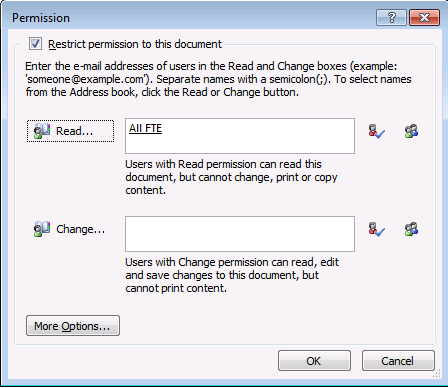 Permission
Restrict permission to this document
Enter the e-mail addresses of users in the Read and Change boxes (example:
'someone@example.com'). Separate names with a semicolon(;). To select names
from the Address book, click the Read or Change button.
Read...
All FTE
Users with Read permission can read this
document, but cannot change, print or copy
content.
Change...
Users with Change permission can read, edit
and save changes to this document, but
cannot print content.
More Options...
OK
Cancel